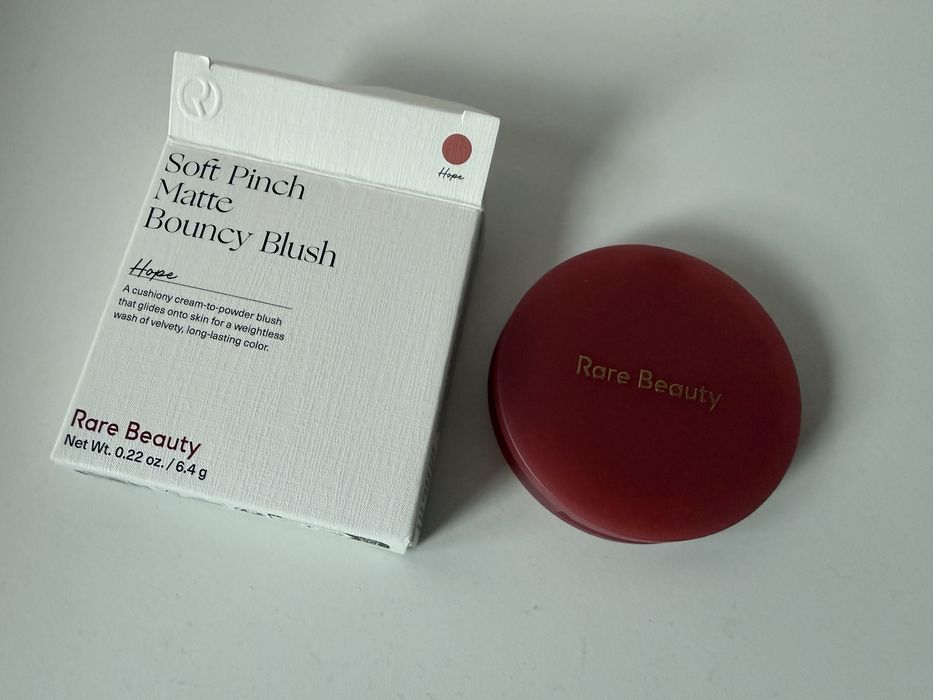 R
Hope
Soft Pinch
Matte
Bouncy Blush
Hope
A cushiony cream-to-powder blush
that glides onto skin for a weightless
wash of velvety, long-lasting color.
Rare Beauty
Net Wt. 0.22 oz. / 6.4 g
Rare Beauty